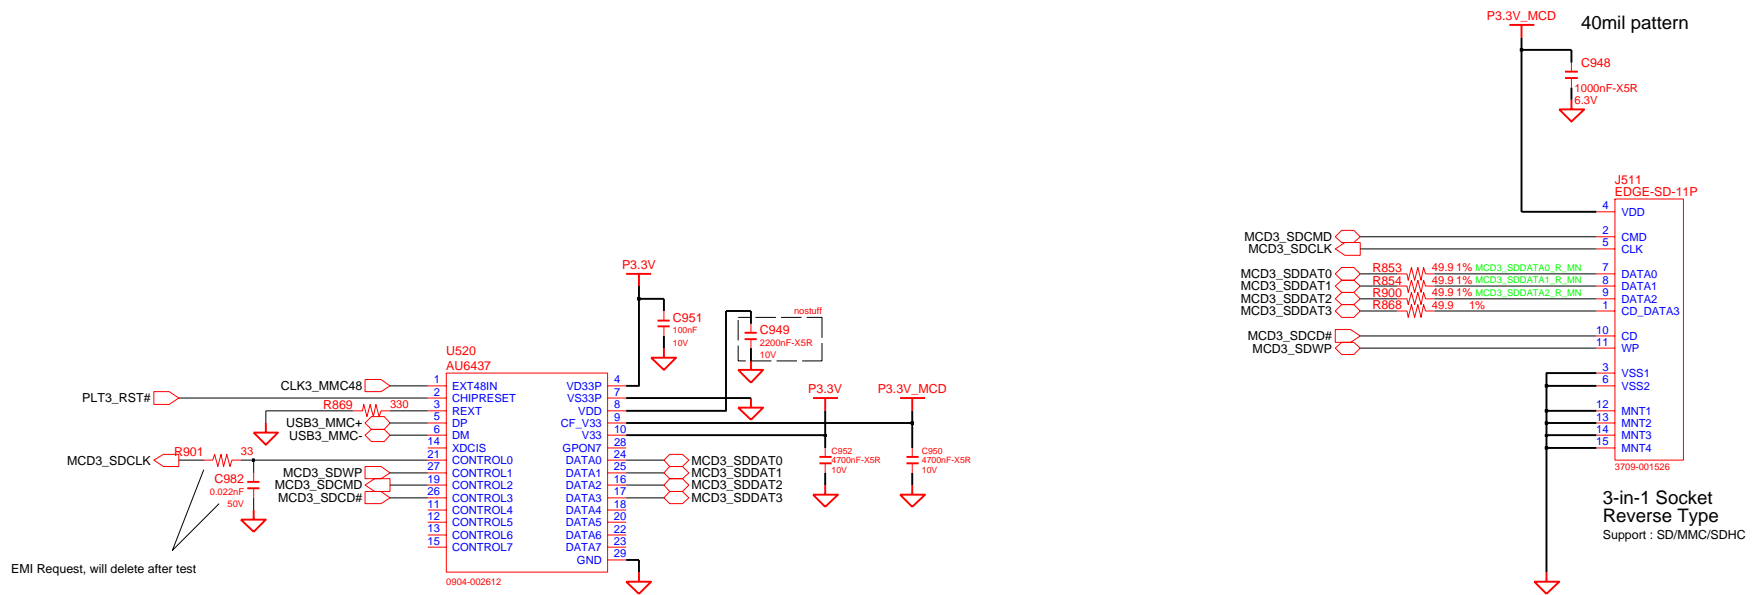 P3.3V_MCD
40mil pattern
C948
1000nF-X5R
6.3V
J511
EDGE-SD-11P
4 VDD
MCD3_SDCMD 2 CMD
MCD3_SDCLK 5 CLK
MCD3_SDDAT0 R853 49.9 1% MCD3_SDDATA0_R_MN 7 DATA0
MCD3_SDDAT1 R854 49.9 1% MCD3_SDDATA1_R_MN 8 DATA1
MCD3_SDDAT2 R900 49.9 1% MCD3_SDDATA2_R_MN 9 DATA2
MCD3_SDDAT3 R868 49.9 1% 1 CD_DATA3
MCD3_SDCD# 10 CD
MCD3_SDWP 11 WP
3 VSS1
6 VSS2
12 MNT1
13 MNT2
14 MNT3
15 MNT4
3709-001526
3-in-1 Socket
Reverse Type
Support : SD/MMC/SDHC
P3.3V
C951
100nF
10V
nostuff
C949
2200nF-X5R
10V
P3.3V
P3.3V_MCD
C952
4700nF-X5R
10V
C950
4700nF-X5R
10V
U520
AU6437
CLK3_MMC48 1 EXT48IN VD33P 4
PLT3_RST# 2 CHIPRESET VS33P 7
R869 330 3 REXT VDD 8
USB3_MMC+ 5 DP CF_V33 9
USB3_MMC- 6 DM V33 10
14 XDCIS GPON7 28
MCD3_SDCLK R901 33 21 CONTROL0 DATA0 24 MCD3_SDDAT0
MCD3_SDWP 27 CONTROL1 DATA1 25 MCD3_SDDAT1
MCD3_SDCMD 19 CONTROL2 DATA2 16 MCD3_SDDAT2
MCD3_SDCD# 26 CONTROL3 DATA3 17 MCD3_SDDAT3
11 CONTROL4 DATA4 18
12 CONTROL5 DATA5 20
13 CONTROL6 DATA6 22
15 CONTROL7 DATA7 23
GND 29
0904-002612
C982
0.022nF
50V
EMI Request, will delete after test